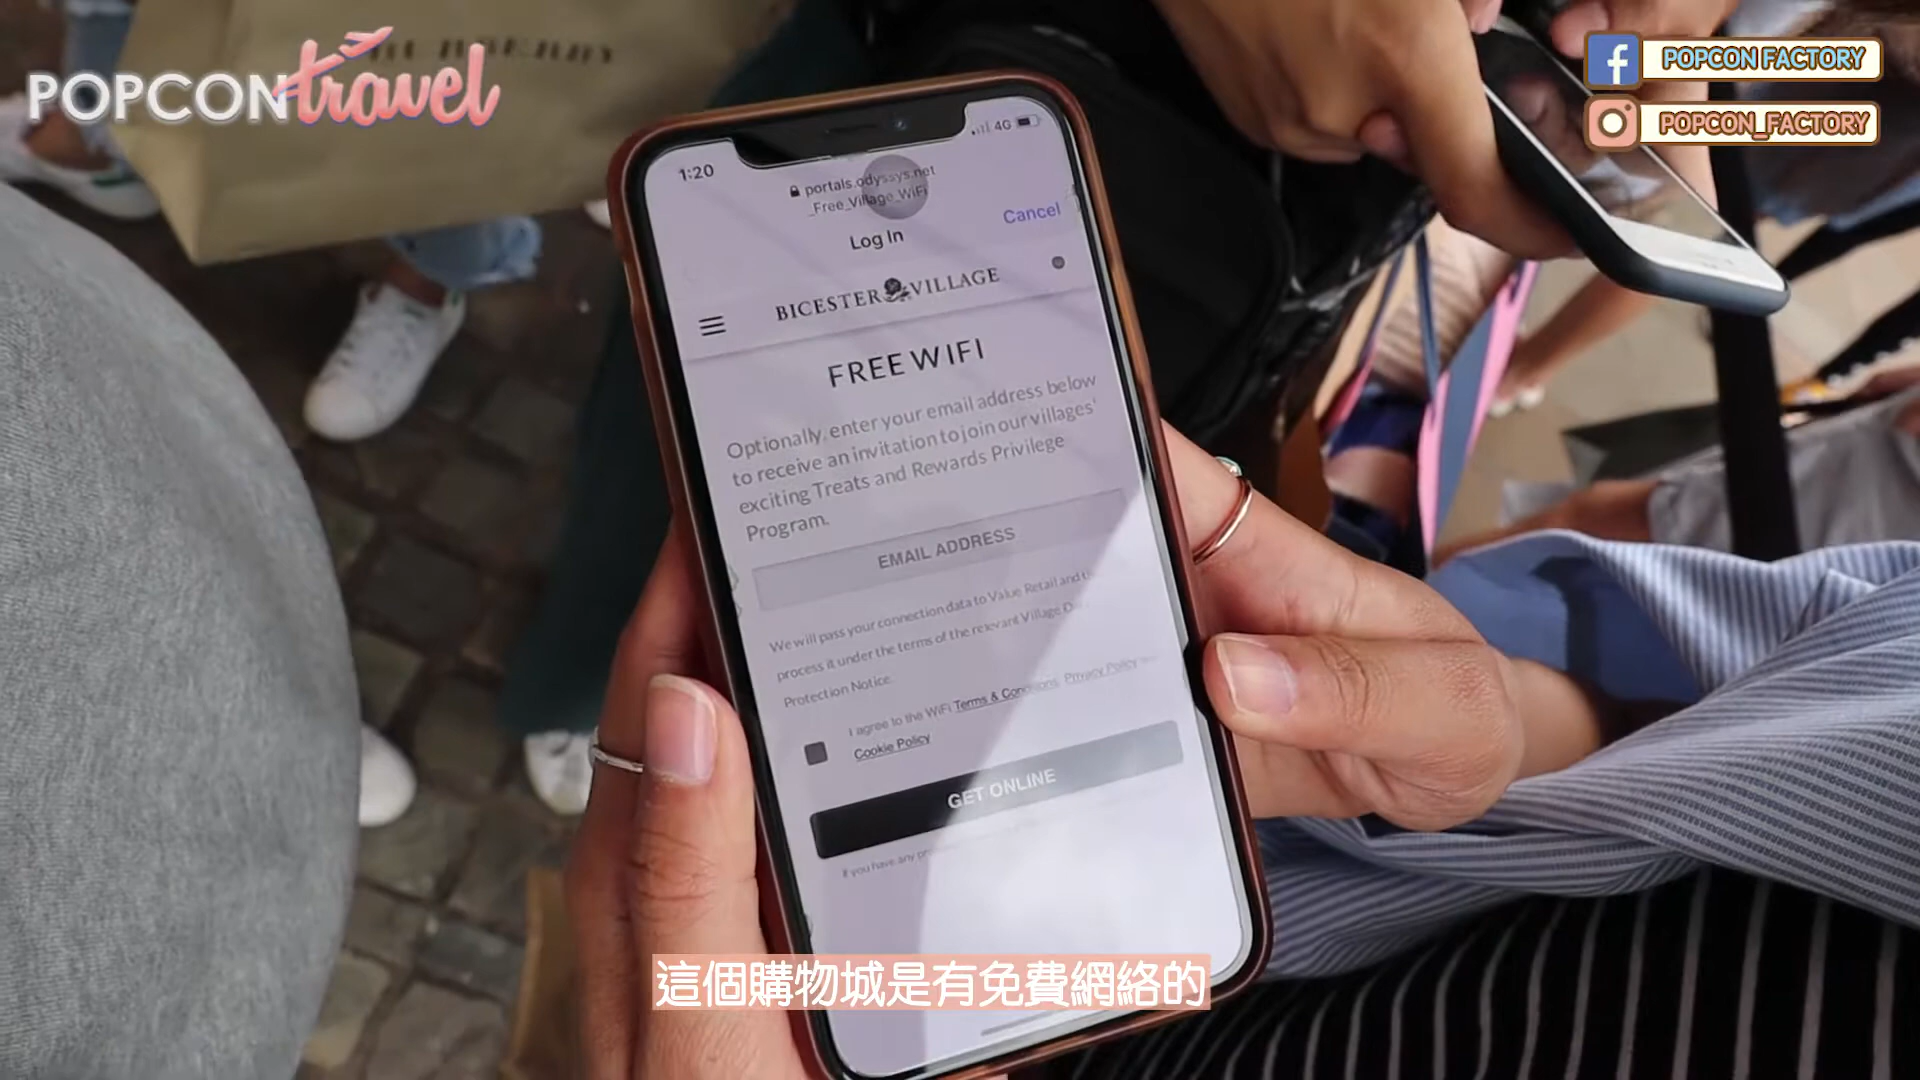 POPCON travel
POPCON FACTORY
POPCON_FACTORY
1:20
4G
portals.odyssys.net
_Free_Village_WiFi
Cancel
Log In
BICESTER VILLAGE
FREE WIFI
Optionally, enter your email address below
to receive an invitation to join our villages'
exciting Treats and Rewards Privilege
Program.
EMAIL ADDRESS
We will pass your connection data to Value Retail and
process it under the terms of the relevant Village
Protection Notice.
I agree to the WiFi Terms & Conditions, Privacy Policy
Cookie Policy
GET ONLINE
If you have any
這個購物城是有免費網絡的